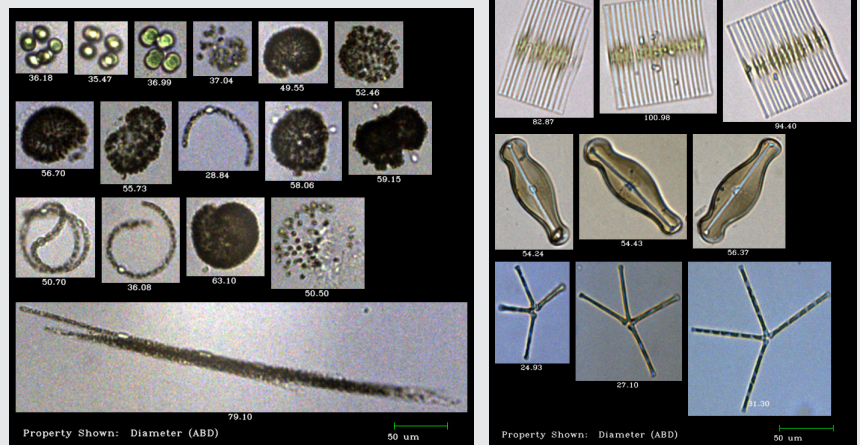 36.18 35.47 36.99 37.04 49.55 52.46
56.70 55.73 28.84 58.06 59.15
50.70 36.08 63.10 50.50
79.10
Property Shown: Diameter (ABD)
50 um
82.87 100.98 94.40
54.24 54.43 56.37
24.93 27.10 31.30
Property Shown: Diameter (ABD)
50 um